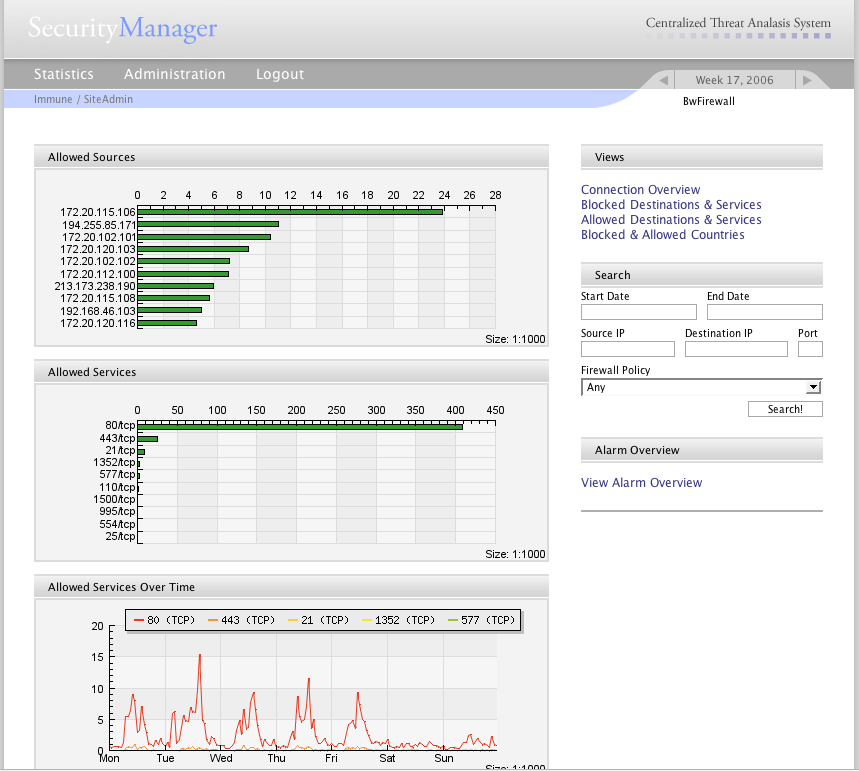 SecurityManager
Centralized Threat Analasis System
Statistics Administration Logout
Week 17, 2006
Immune / SiteAdmin
BwFirewall
Allowed Sources
0 2 4 6 8 10 12 14 16 18 20 22 24 26 28
172.20.115.106
194.255.85.171
172.20.102.101
172.20.120.103
172.20.102.102
172.20.112.100
213.173.238.190
172.20.115.108
192.168.46.103
172.20.120.116
Size: 1:1000
Allowed Services
0 50 100 150 200 250 300 350 400 450
80/tcp
443/tcp
21/tcp
1352/tcp
577/tcp
110/tcp
1500/tcp
995/tcp
554/tcp
25/tcp
Size: 1:1000
Allowed Services Over Time
80 (TCP) 443 (TCP) 21 (TCP) 1352 (TCP) 577 (TCP)
20
15
10
5
0
Mon Tue Wed Thu Fri Sat Sun
Size: 1:1000
Views
Connection Overview
Blocked Destinations & Services
Allowed Destinations & Services
Blocked & Allowed Countries
Search
Start Date End Date
Source IP Destination IP Port
Firewall Policy
Any
Search!
Alarm Overview
View Alarm Overview